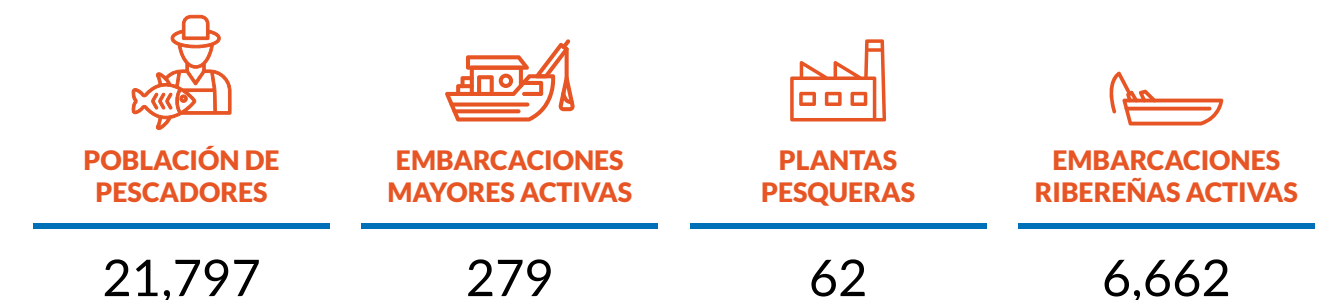 POBLACIÓN DE
PESCADORES
21,797
EMBARCACIONES
MAYORES ACTIVAS
279
PLANTAS
PESQUERAS
62
EMBARCACIONES
RIBEREÑAS ACTIVAS
6,662